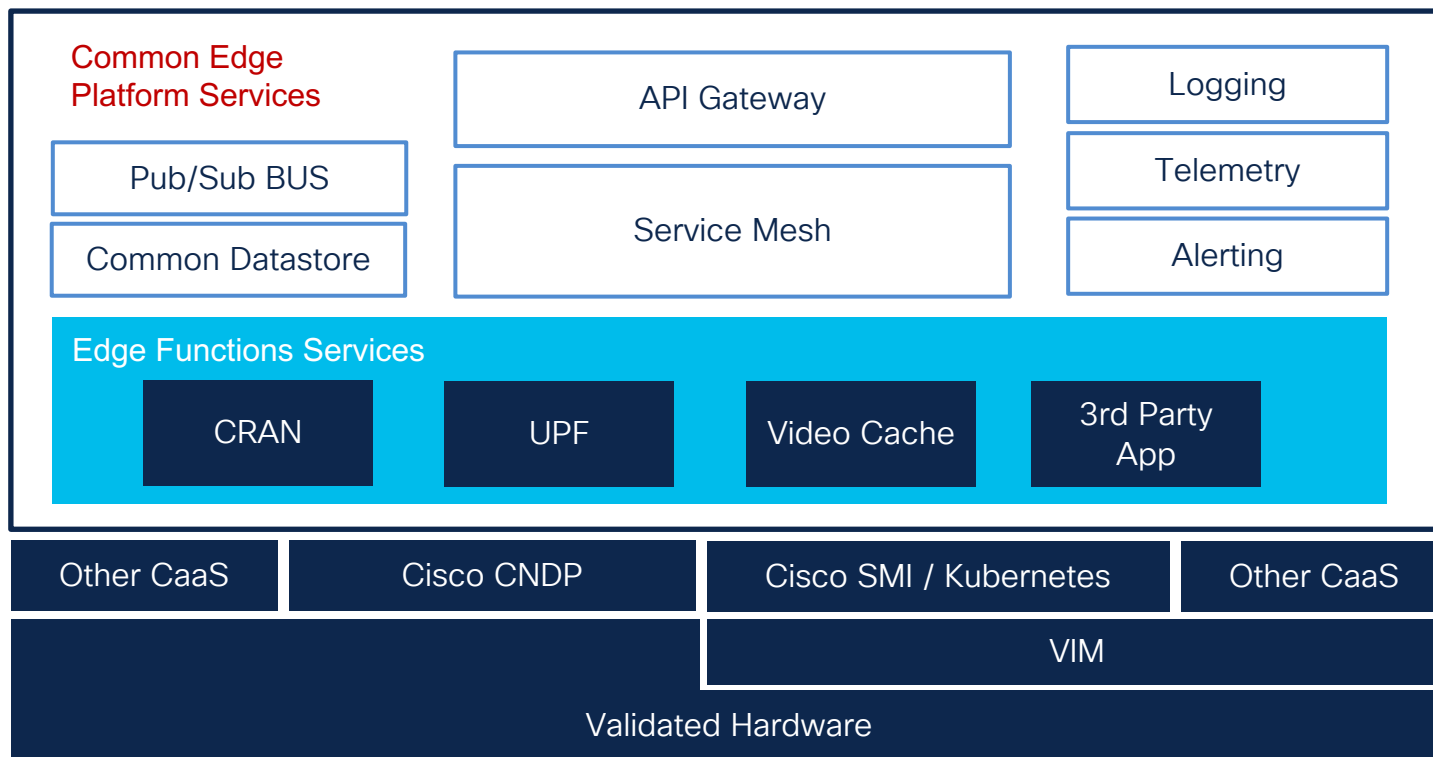 Common Edge
Platform Services
Pub/Sub BUS
Common Datastore
API Gateway
Service Mesh
Logging
Telemetry
Alerting
Edge Functions Services
CRAN
UPF
Video Cache
3rd Party
App
Other CaaS
Cisco CNDP
Cisco SMI / Kubernetes
Other CaaS
VIM
Validated Hardware